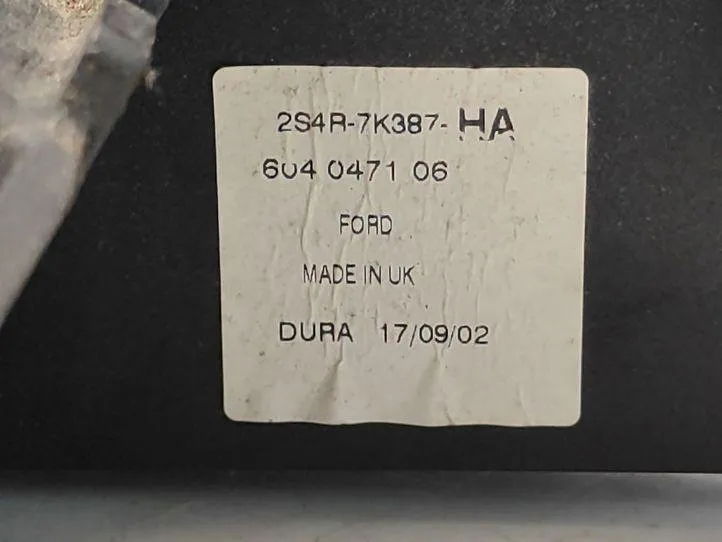 2S4R-7K387-HA
604 0471 06
FORD
MADE IN UK
DURA 17/09/02